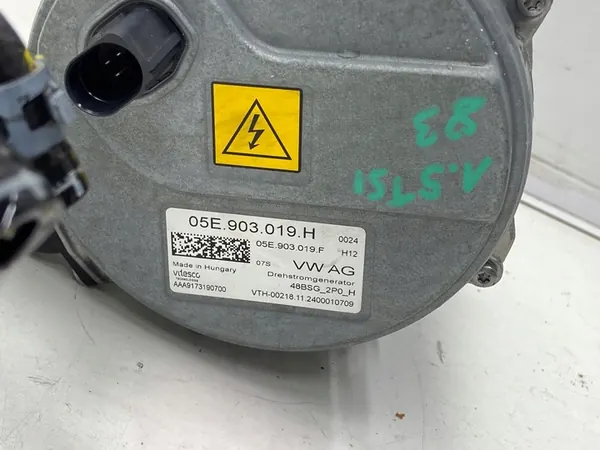 83
1.5TSI
05E.903.019.H 0024
05E.903.019.F H12
Made in Hungary 07S VW AG
vitesco Drehstromgenerator
48BSG_2P0_H
AAA9173190700 VTH-00218.11.2400010709